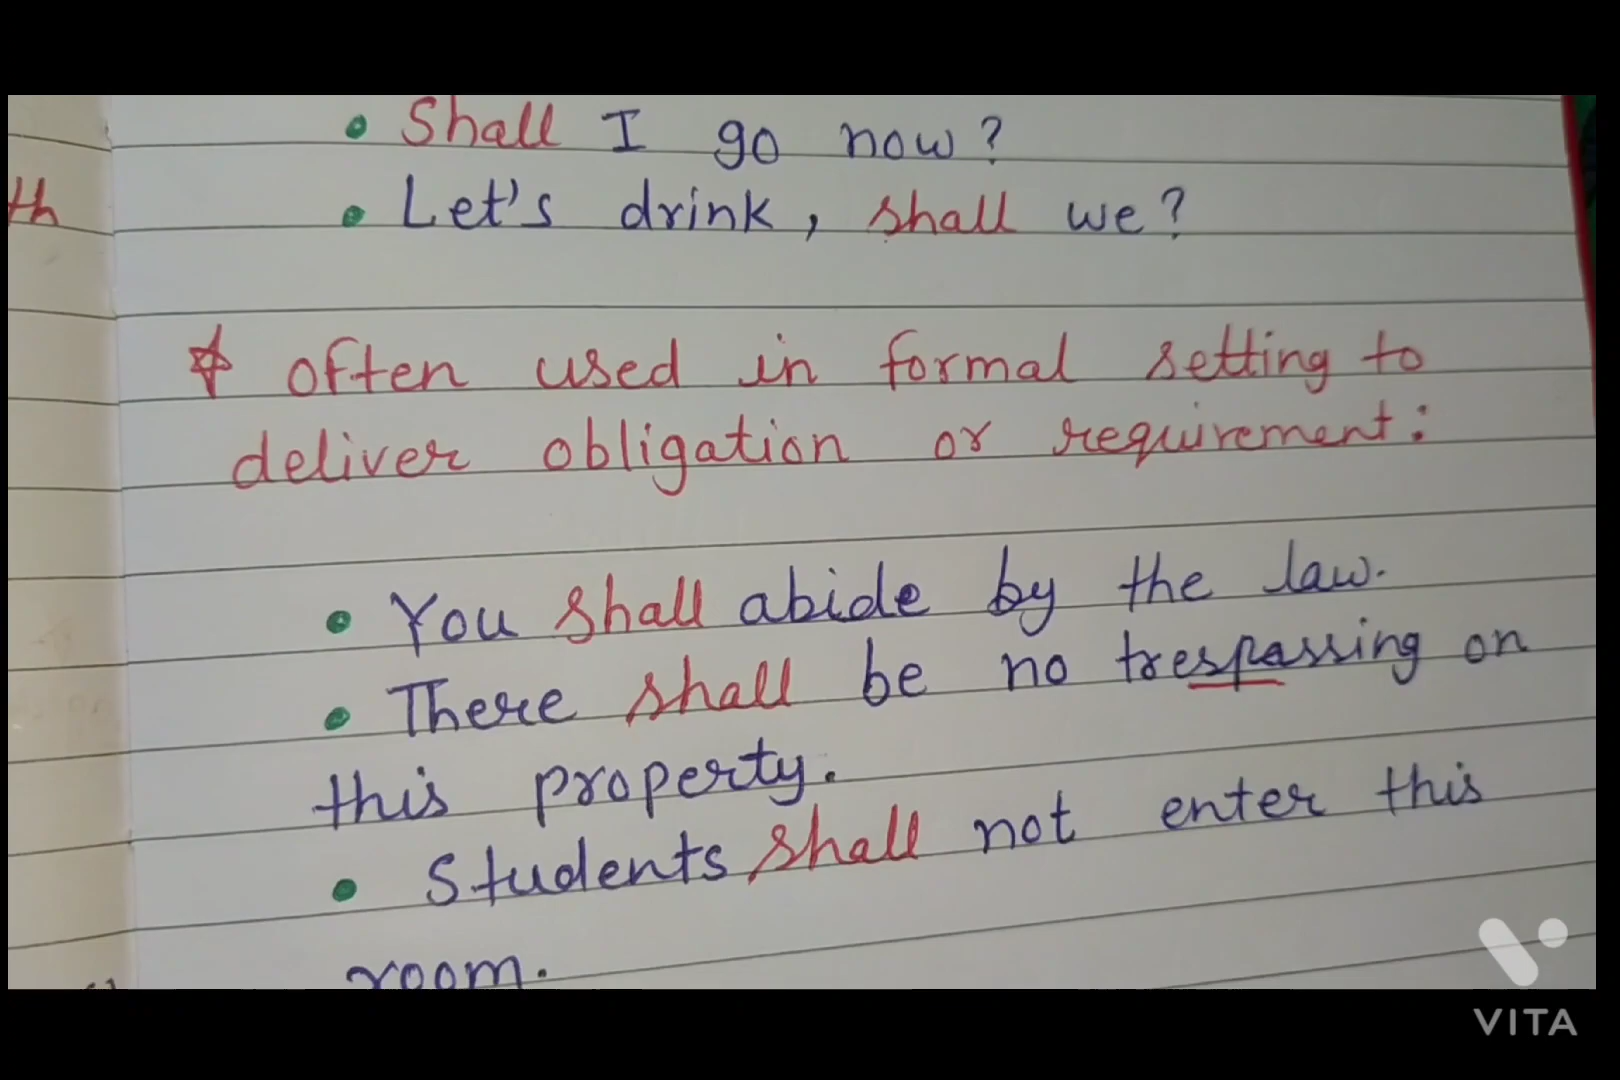 • Shall I go now?
th
• Let's drink, shall we?
☆ often used in formal setting to
deliver obligation or requirement:
• You shall abide by the law.
• There shall be no trespassing on
this property.
• Students shall not enter this
room.
VITA